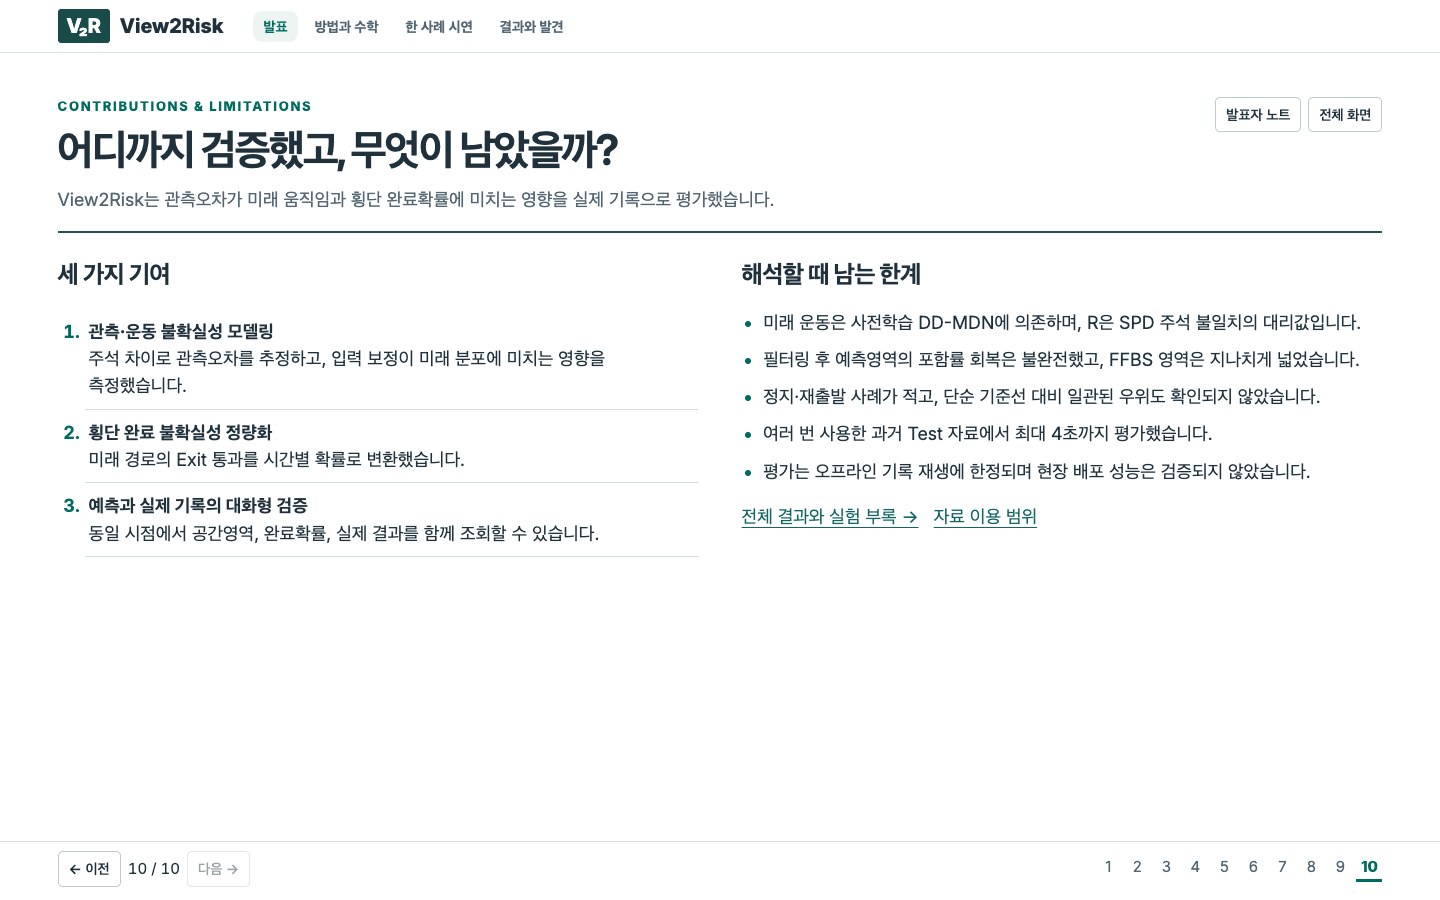 V2R View2Risk 발표 방법과 수학 한 사례 시연 결과와 발견
CONTRIBUTIONS & LIMITATIONS
발표자 노트 전체 화면
어디까지 검증했고, 무엇이 남았을까?
View2Risk는 관측오차가 미래 움직임과 횡단 완료확률에 미치는 영향을 실제 기록으로 평가했습니다.
세 가지 기여
1. 관측·운동 불확실성 모델링
주석 차이로 관측오차를 추정하고, 입력 보정이 미래 분포에 미치는 영향을
측정했습니다.
2. 횡단 완료 불확실성 정량화
미래 경로의 Exit 통과를 시간별 확률로 변환했습니다.
3. 예측과 실제 기록의 대화형 검증
동일 시점에서 공간영역, 완료확률, 실제 결과를 함께 조회할 수 있습니다.
해석할 때 남는 한계
• 미래 운동은 사전학습 DD-MDN에 의존하며, R은 SPD 주석 불일치의 대리값입니다.
• 필터링 후 예측영역의 포함률 회복은 불완전했고, FFBS 영역은 지나치게 넓었습니다.
• 정지·재출발 사례가 적고, 단순 기준선 대비 일관된 우위도 확인되지 않았습니다.
• 여러 번 사용한 과거 Test 자료에서 최대 4초까지 평가했습니다.
• 평가는 오프라인 기록 재생에 한정되며 현장 배포 성능은 검증되지 않았습니다.
전체 결과와 실험 부록 → 자료 이용 범위
← 이전 10 / 10 다음 →
1 2 3 4 5 6 7 8 9 10